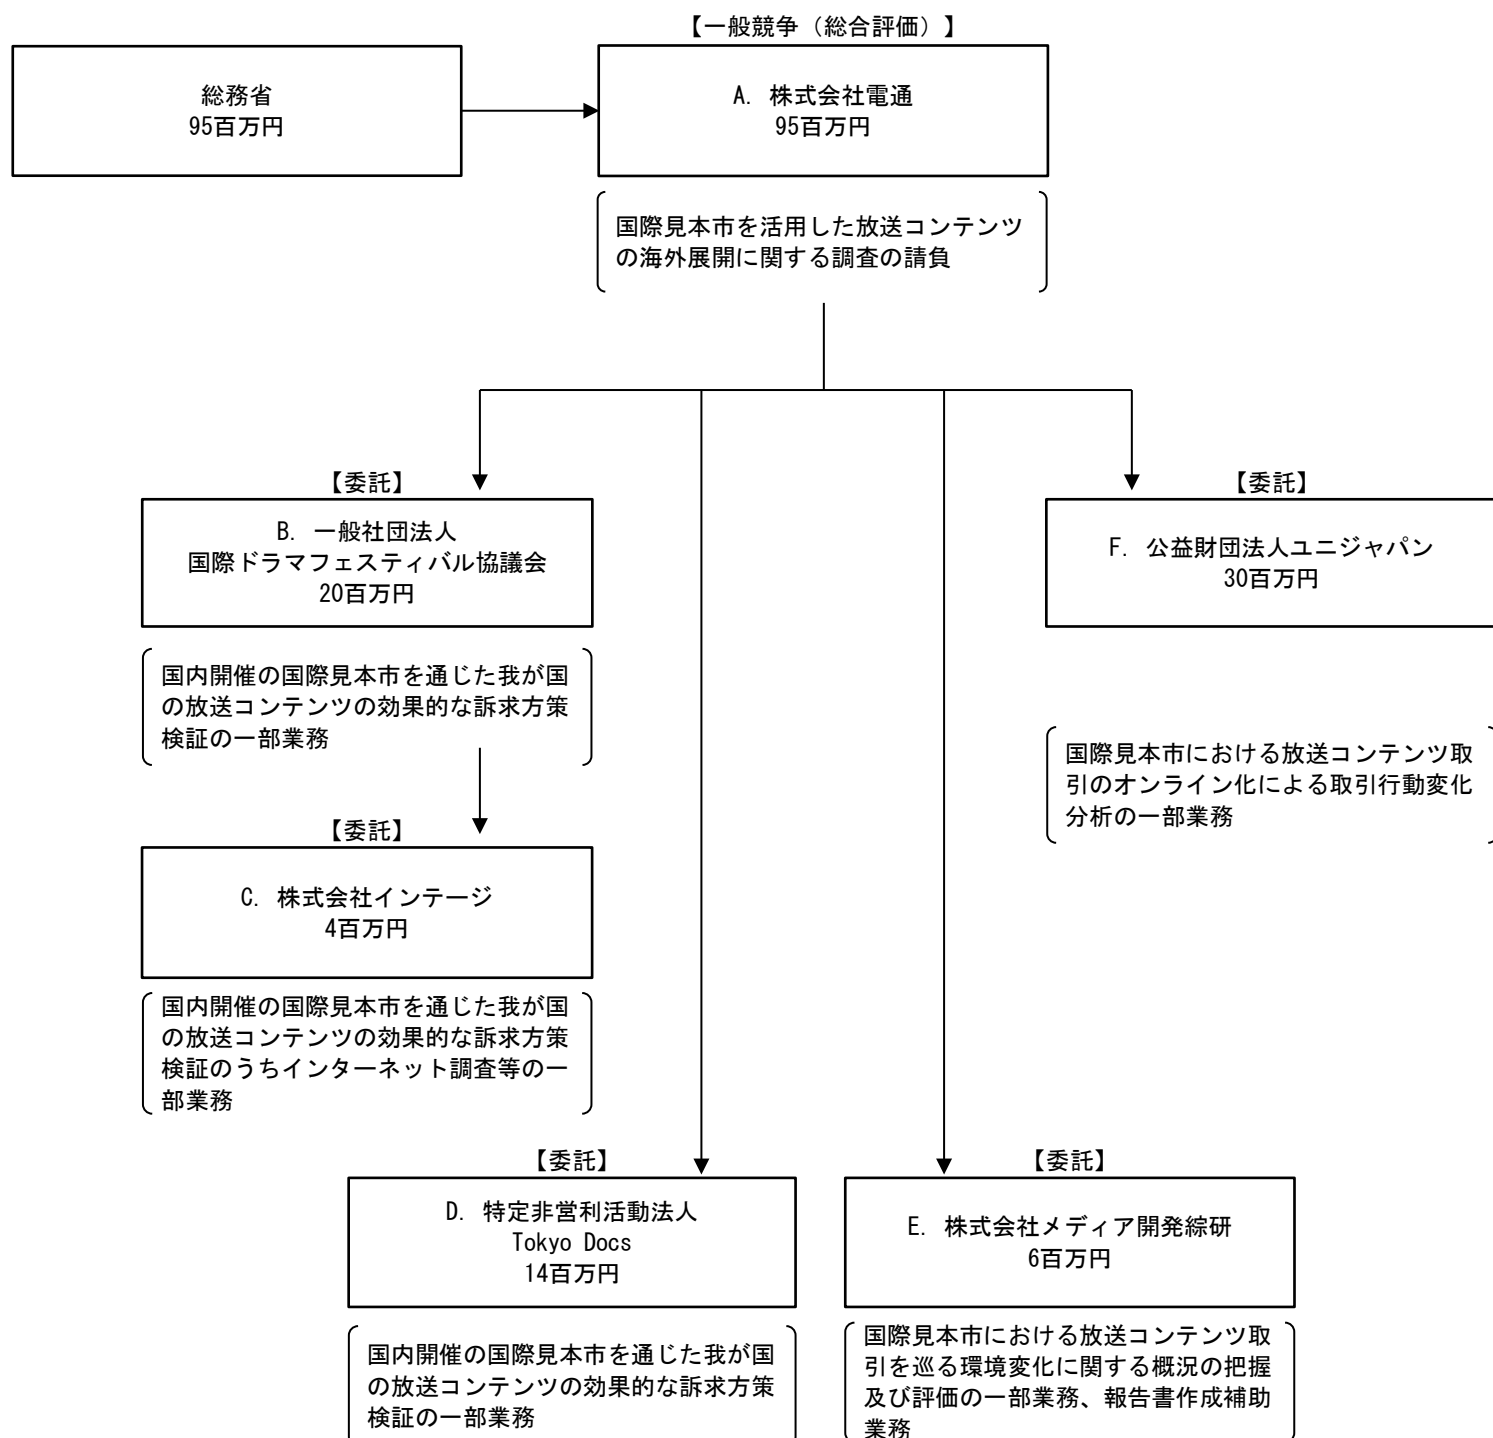 【一般競争（総合評価）】
総務省
95百万円
A. 株式会社電通
95百万円
国際見本市を活用した放送コンテンツ
の海外展開に関する調査の請負
【委託】
B. 一般社団法人
国際ドラマフェスティバル協議会
20百万円
国内開催の国際見本市を通じた我が国
の放送コンテンツの効果的な訴求方策
検証の一部業務
【委託】
F. 公益財団法人ユニジャパン
30百万円
国際見本市における放送コンテンツ取
引のオンライン化による取引行動変化
分析の一部業務
【委託】
C. 株式会社インテージ
4百万円
国内開催の国際見本市を通じた我が国
の放送コンテンツの効果的な訴求方策
検証のうちインターネット調査等の一
部業務
【委託】
D. 特定非営利活動法人
Tokyo Docs
14百万円
国内開催の国際見本市を通じた我が国
の放送コンテンツの効果的な訴求方策
検証の一部業務
【委託】
E. 株式会社メディア開発綜研
6百万円
国際見本市における放送コンテンツ取
引を巡る環境変化に関する概況の把握
及び評価の一部業務、報告書作成補助
業務